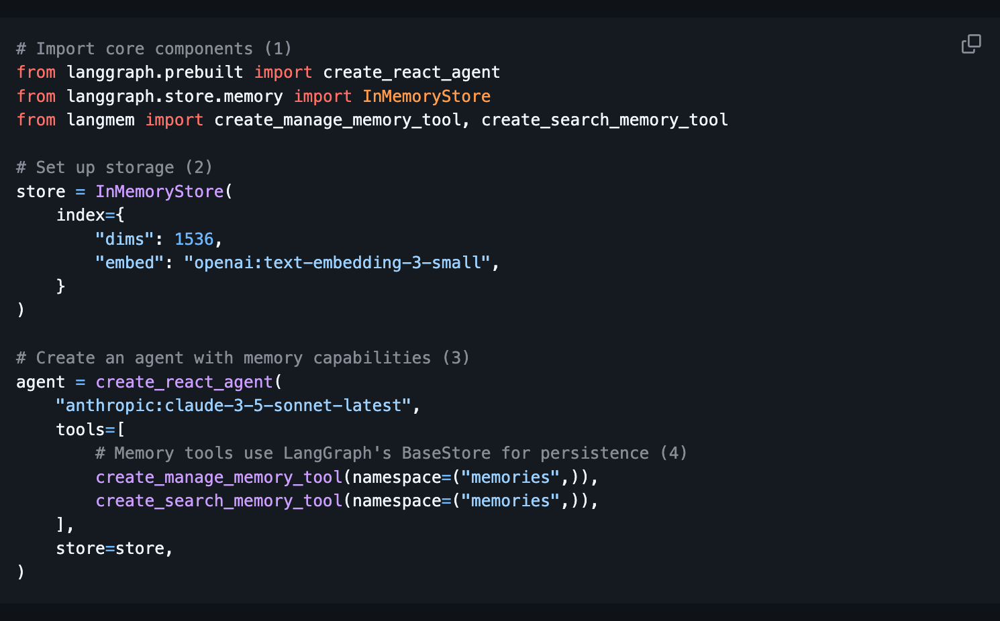 # Import core components (1)
from langgraph.prebuilt import create_react_agent
from langgraph.store.memory import InMemoryStore
from langmem import create_manage_memory_tool, create_search_memory_tool

# Set up storage (2)
store = InMemoryStore(
    index={
        "dims": 1536,
        "embed": "openai:text-embedding-3-small",
    }
)

# Create an agent with memory capabilities (3)
agent = create_react_agent(
    "anthropic:claude-3-5-sonnet-latest",
    tools=[
        # Memory tools use LangGraph's BaseStore for persistence (4)
        create_manage_memory_tool(namespace=("memories",)),
        create_search_memory_tool(namespace=("memories",)),
    ],
    store=store,
)